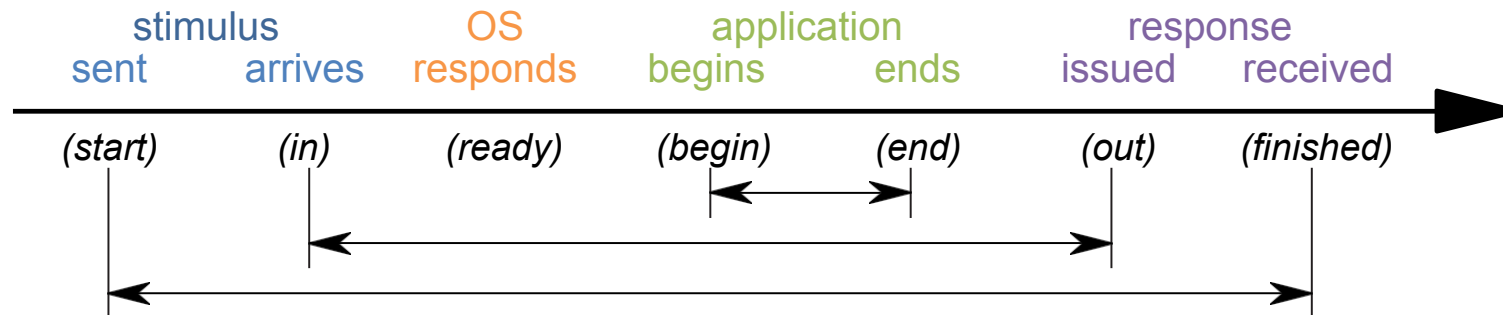 stimulus OS application response
sent arrives responds begins ends issued received
(start) (in) (ready) (begin) (end) (out) (finished)